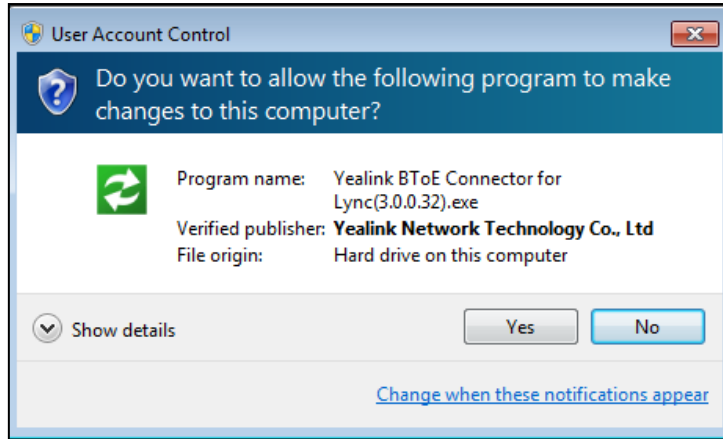 User Account Control
Do you want to allow the following program to make
changes to this computer?
Program name: Yealink BToE Connector for
Lync(3.0.0.32).exe
Verified publisher: Yealink Network Technology Co., Ltd
File origin: Hard drive on this computer
Show details
Yes
No
Change when these notifications appear